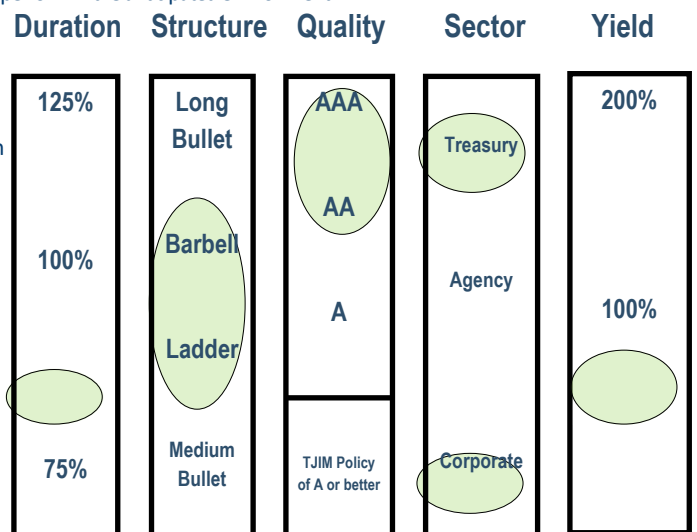 Duration Structure Quality Sector Yield
125%
100%
75%
Long
Bullet
Barbell
Ladder
Medium
Bullet
AAA
AA
A
TJIM Policy
of A or better
Treasury
Agency
Corporate
200%
100%